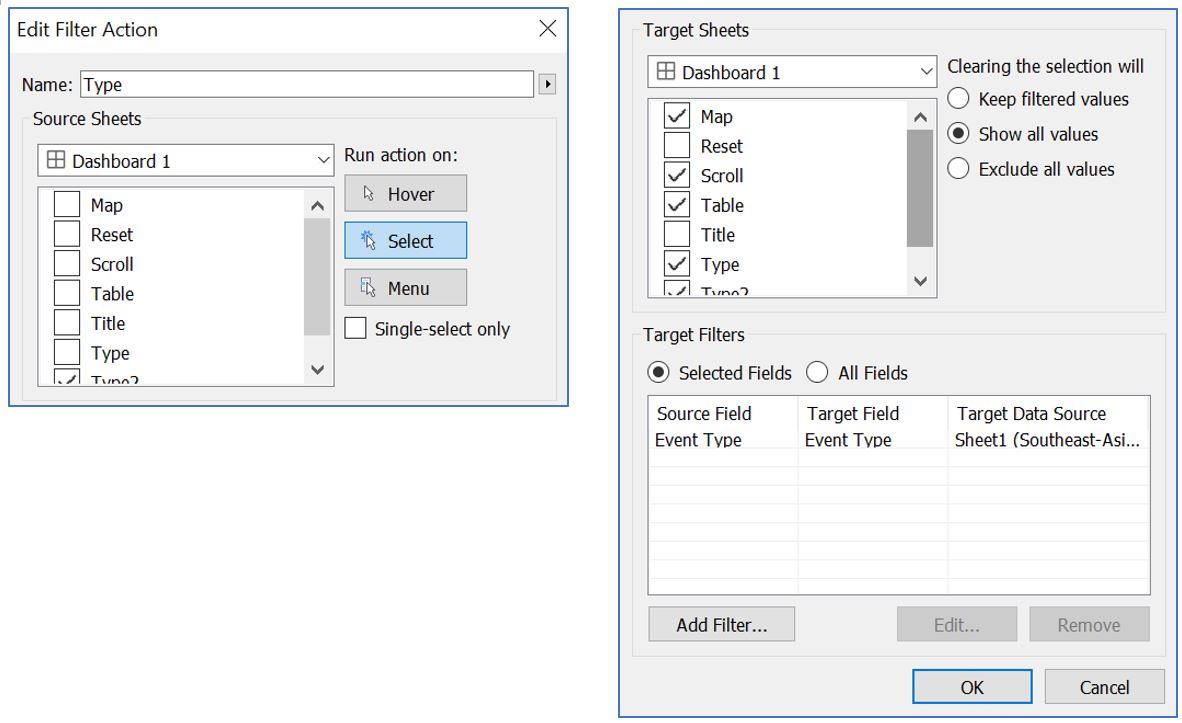 Edit Filter Action
Name: Type
Source Sheets
Dashboard 1
Map
Reset
Scroll
Table
Title
Type
Type2
Run action on:
Hover
Select
Menu
Single-select only
Target Sheets
Dashboard 1
Map
Reset
Scroll
Table
Title
Type
Type2
Clearing the selection will
Keep filtered values
Show all values
Exclude all values
Target Filters
Selected Fields All Fields
Source Field Target Field Target Data Source
Event Type Event Type Sheet1 (Southeast-Asi...
Add Filter... Edit... Remove
OK Cancel